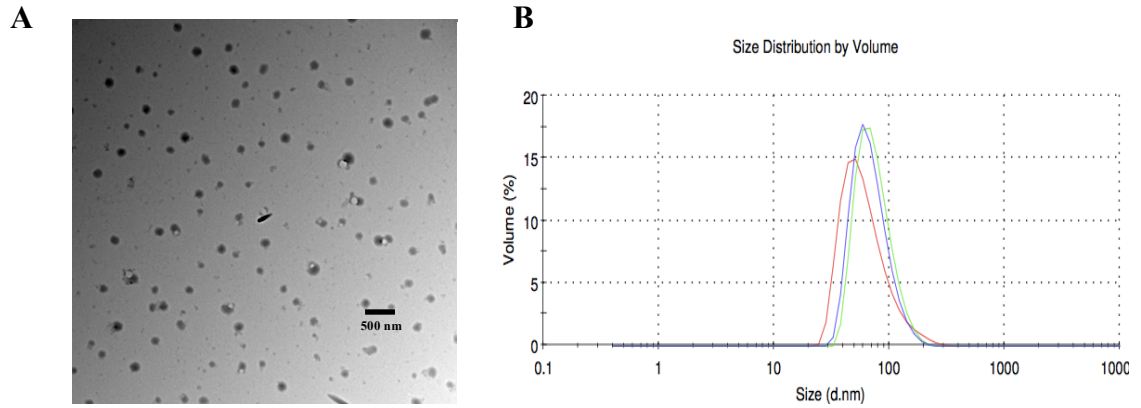 A
B
500 nm
Size Distribution by Volume
20
15
10
5
0
Volume (%)
0.1 1 10 100 1000 1000
Size (d.nm)